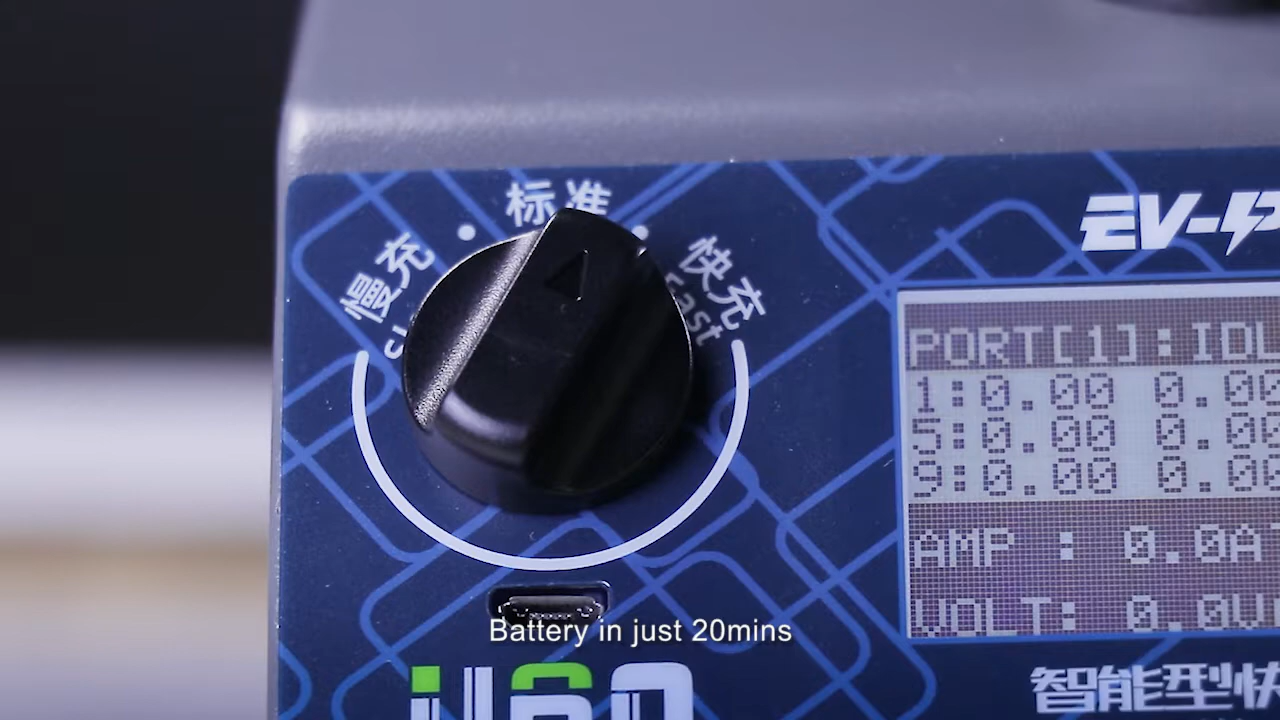 标准
慢充
快充
fast
EV-P
PORT[1]:IDL
1:0.00 0.00
5:0.00 0.00
9:0.00 0.00
AMP : 0.0A
VOLT: 0.0V
Battery in just 20mins
智能型快